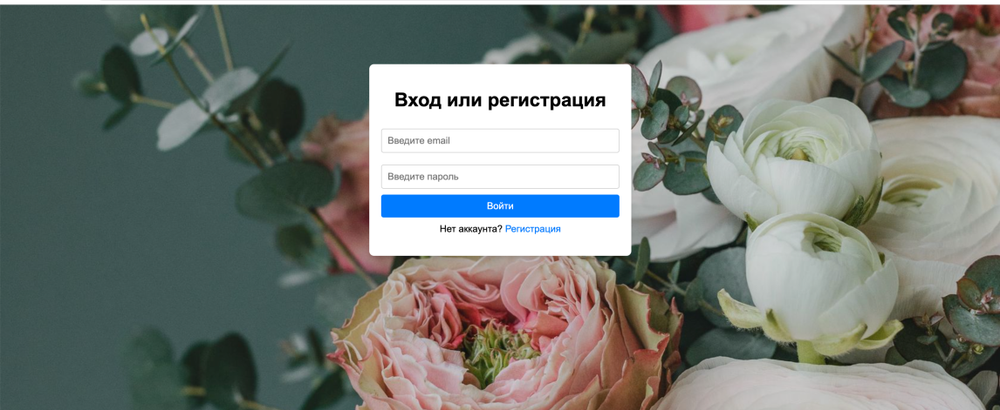 Вход или регистрация
Введите email
Введите пароль
Войти
Нет аккаунта? Регистрация